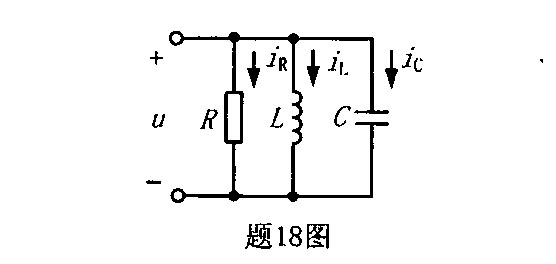 + iR iL iC
u R L C
−
题18图